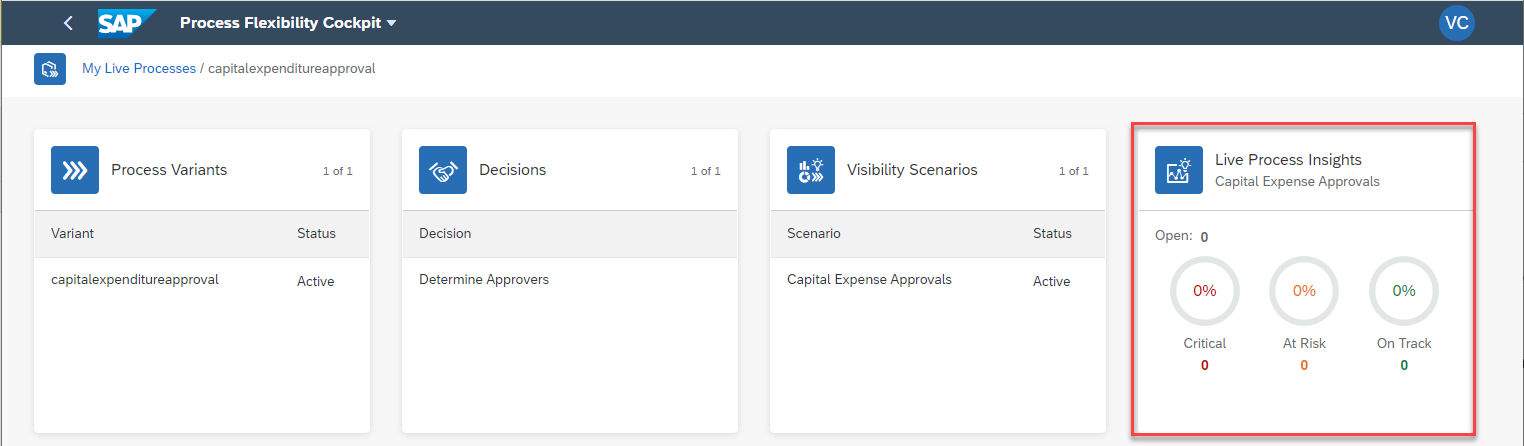 SAP Process Flexibility Cockpit VC
My Live Processes / capitalexpenditureapproval
Process Variants 1 of 1
Variant Status
capitalexpenditureapproval Active
Decisions 1 of 1
Decision
Determine Approvers
Visibility Scenarios 1 of 1
Scenario Status
Capital Expense Approvals Active
Live Process Insights
Capital Expense Approvals
Open: 0
0% 0% 0%
Critical At Risk On Track
0 0 0